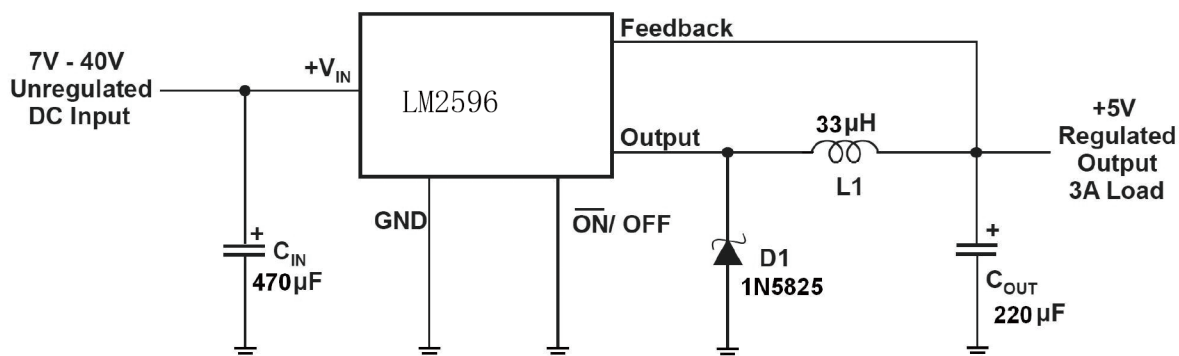 7V - 40V
Unregulated
DC Input
+V_IN
LM2596
Feedback
Output
33μH
L1
+5V
Regulated
Output
3A Load
GND
O̅N̅/ OFF
+
C_IN
470μF
D1
1N5825
+
C_OUT
220μF